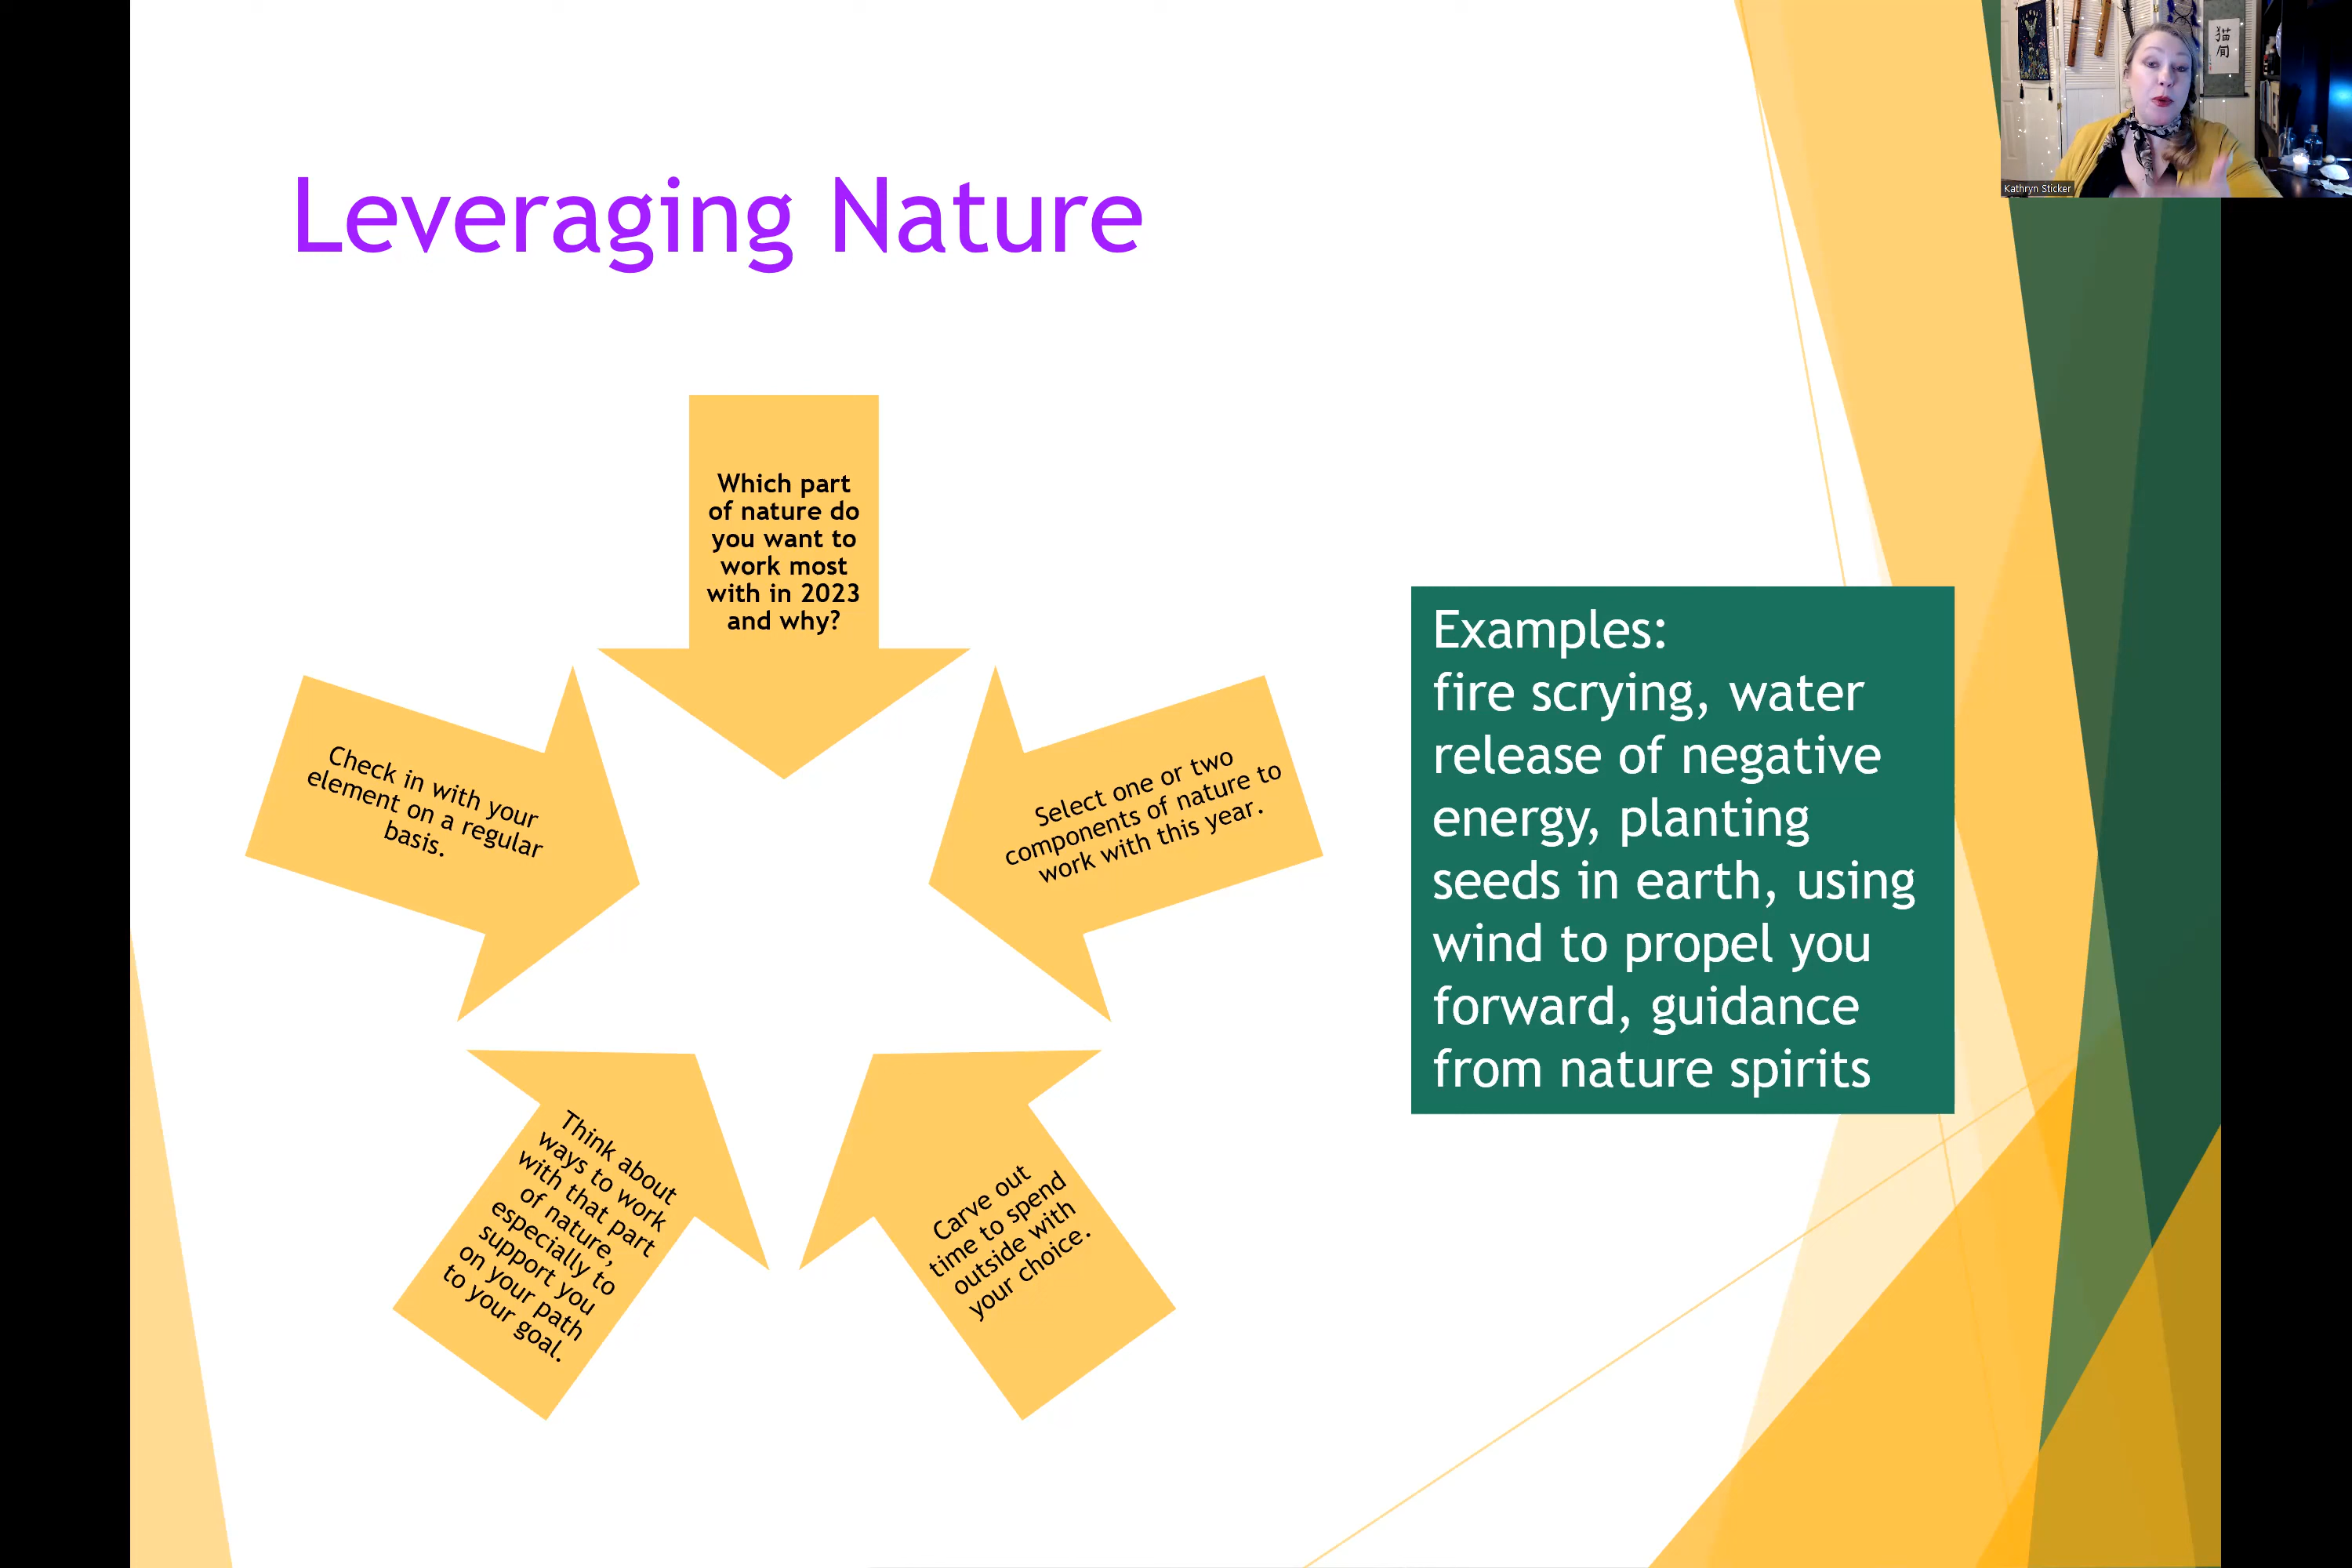 Leveraging Nature
Kathryn Sticker
Which part
of nature do
you want to
work most
with in 2023
and why?
Select one or two
components of nature to
work with this year.
Carve out
time to spend
outside with
your choice.
Think about
ways to work
with that part
of nature,
especially to
support you
on your path
to your goal.
Check in with your
element on a regular
basis.
Examples:
fire scrying, water
release of negative
energy, planting
seeds in earth, using
wind to propel you
forward, guidance
from nature spirits